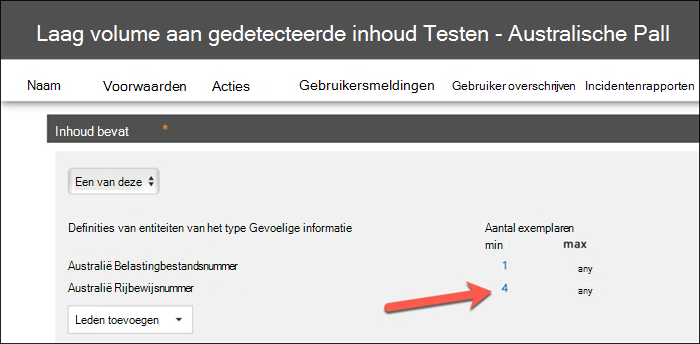 Laag volume aan gedetecteerde inhoud Testen - Australische Pall
Naam Voorwaarden Acties Gebruikersmeldingen Gebruiker overschrijven Incidentenrapporten
Inhoud bevat *
Een van deze
Definities van entiteiten van het type Gevoelige informatie Aantal exemplaren
min max
Australië Belastingbestandsnummer 1 any
Australië Rijbewijsnummer 4 any
Leden toevoegen